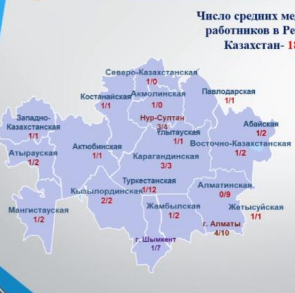 Число средних ме
работников в Ре
Казахстан- 18
Северо-Казахстанская
1/0
Костанайская
1/1
Акмолинская
1/0
Павлодарская
1/1
Западно-
Казахстанская
1/1
Нур-Султан
3/4
Абайская
1/2
Атырауская
1/2
Актюбинская
1/1
Улытауская
1/1
Восточно-Казахстанская
1/2
Карагандинская
3/3
Кызылординская
2/2
Туркестанская
1/12
Алматинская
0/9
Мангистауская
1/2
Жамбылская
1/2
Жетысуйская
1/1
г. Алматы
4/10
г. Шымкент
1/7